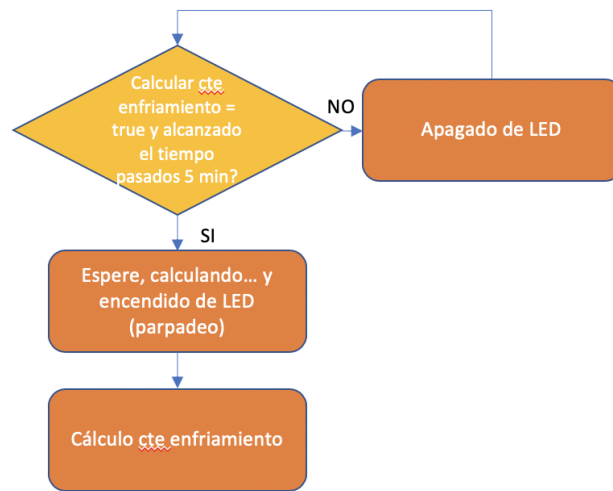 Calcular cte
enfriamiento =
true y alcanzado
el tiempo
pasados 5 min?
NO
Apagado de LED
SI
Espere, calculando... y
encendido de LED
(parpadeo)
Cálculo cte enfriamiento